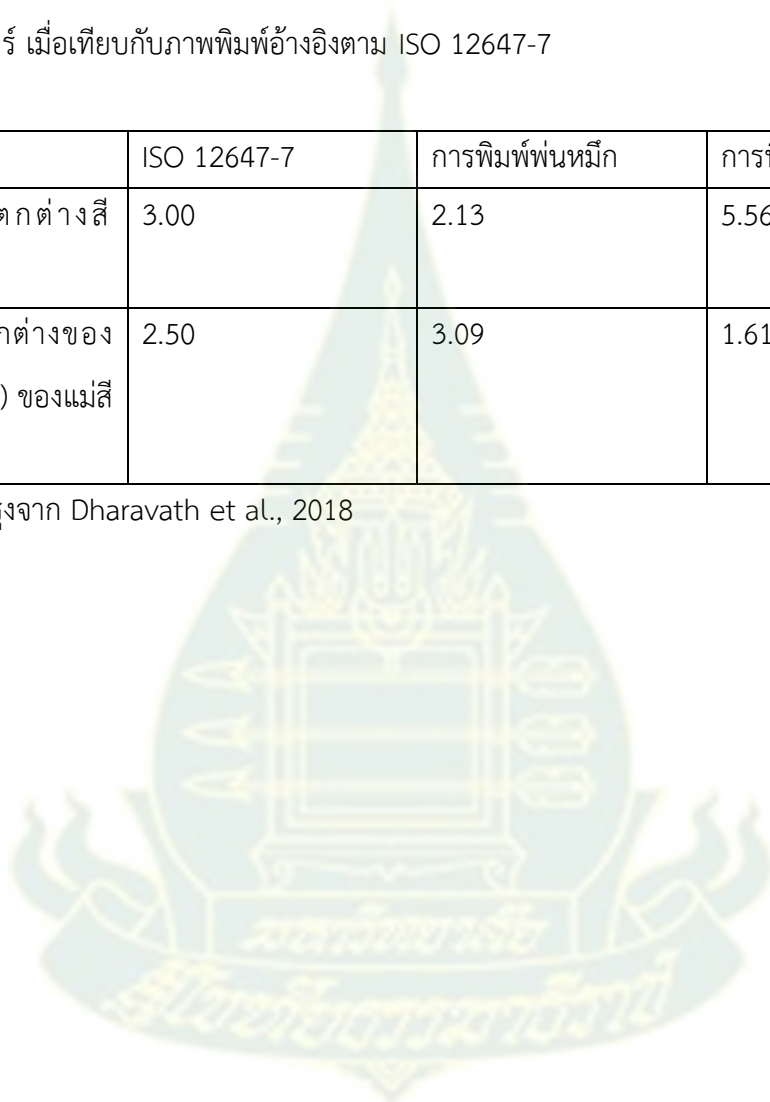 ร์ เมื่อเทียบกับภาพพิมพ์อ้างอิงตาม ISO 12647-7
ISO 12647-7 การพิมพ์พ่นหมึก
ตกต่างสี 3.00 2.13 5.56
กต่างของ 2.50 3.09 1.61
) ของแม่สี
จาก Dharavath et al., 2018